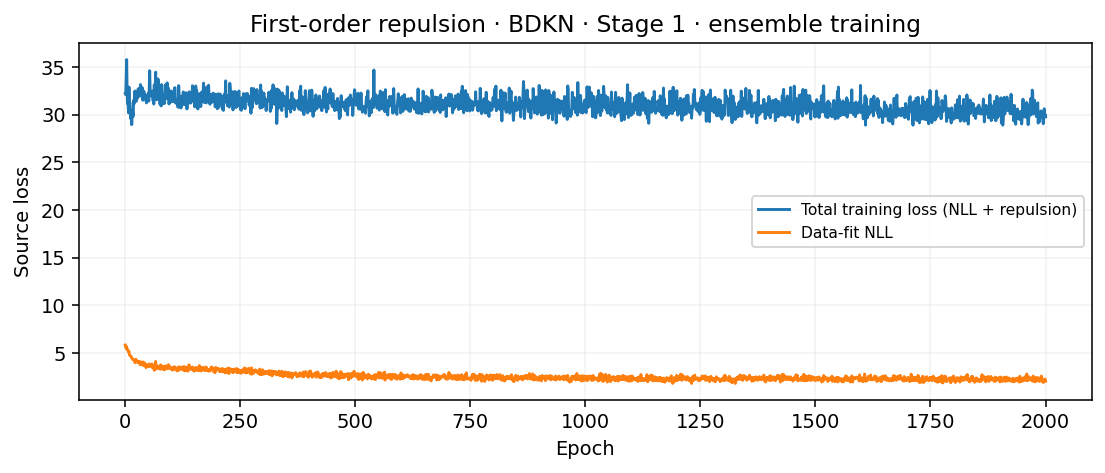 First-order repulsion · BDKN · Stage 1 · ensemble training
35
30
25
20
15
10
5
Source loss
Total training loss (NLL + repulsion)
Data-fit NLL
0 250 500 750 1000 1250 1500 1750 2000
Epoch